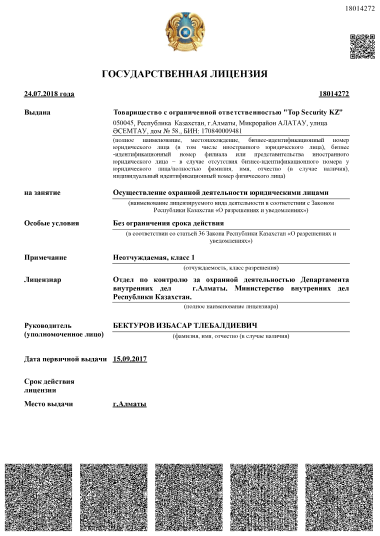 18014272
ГОСУДАРСТВЕННАЯ ЛИЦЕНЗИЯ
24.07.2018 года 18014272
Выдана Товарищество с ограниченной ответственностью "Top Security KZ"
050045, Республика Казахстан, г.Алматы, Микрорайон АЛАТАУ, улица
ӘСЕМТАУ, дом № 58., БИН: 170840009481
(полное наименование, местонахождение, бизнес-идентификационный номер
юридического лица (в том числе иностранного юридического лица), бизнес
-идентификационный номер филиала или представительства иностранного
юридического лица – в случае отсутствия бизнес-идентификационного номера у
юридического лица/полностью фамилия, имя, отчество (в случае наличия),
индивидуальный идентификационный номер физического лица)
на занятие Осуществление охранной деятельности юридическими лицами
(наименование лицензируемого вида деятельности в соответствии с Законом
Республики Казахстан «О разрешениях и уведомлениях»)
Особые условия Без ограничения срока действия
(в соответствии со статьей 36 Закона Республики Казахстан «О разрешениях и
уведомлениях»)
Примечание Неотчуждаемая, класс 1
(отчуждаемость, класс разрешения)
Лицензиар Отдел по контролю за охранной деятельностью Департамента
внутренних дел г.Алматы. Министерство внутренних дел
Республики Казахстан.
(полное наименование лицензиара)
Руководитель БЕКТУРОВ ИЗБАСАР ТЛЕБАЛДИЕВИЧ
(уполномоченное лицо) (фамилия, имя, отчество (в случае наличия)
Дата первичной выдачи 15.09.2017
Срок действия
лицензии
Место выдачи г.Алматы